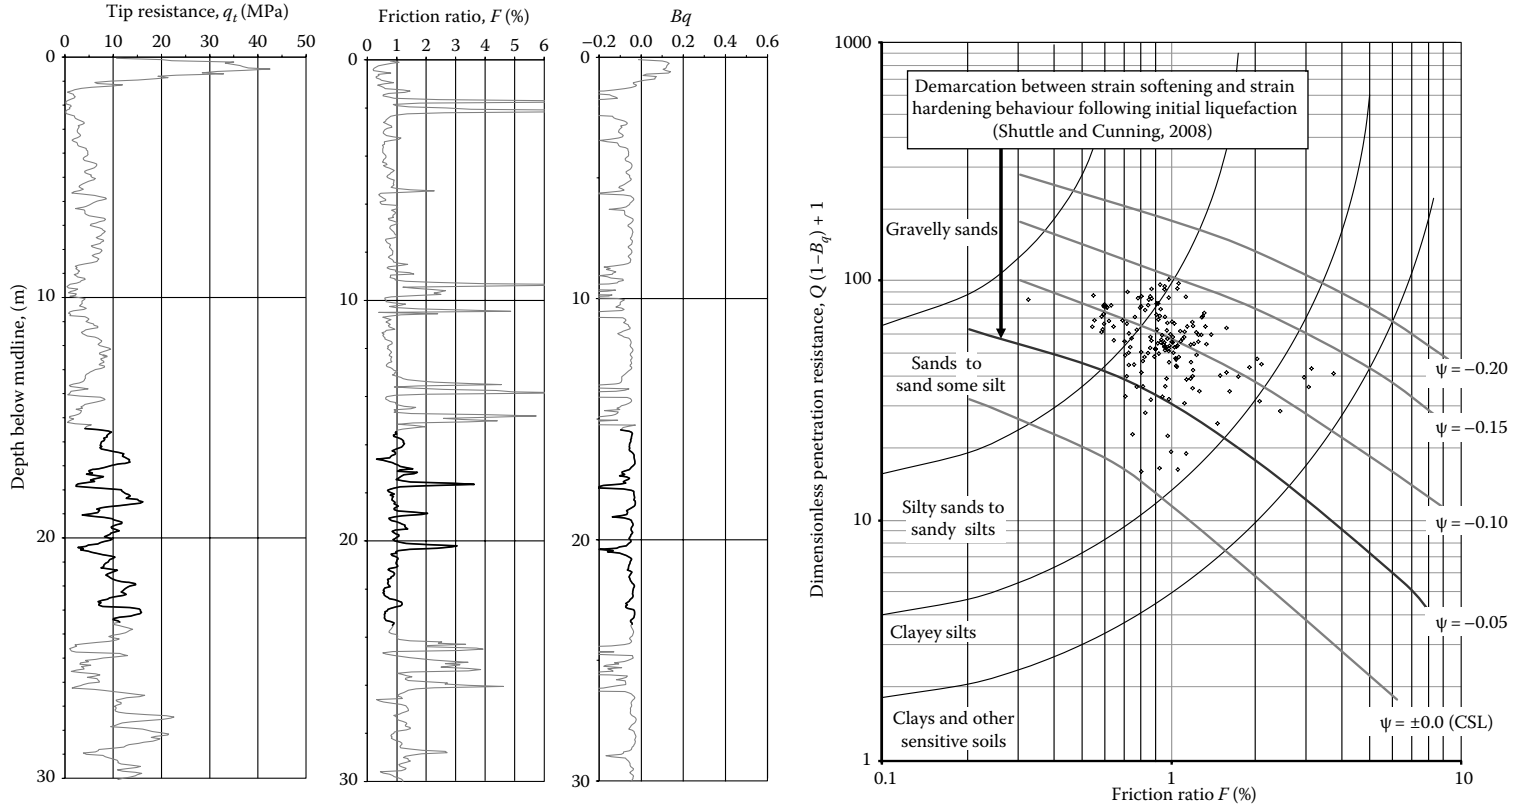 Tip resistance, qt (MPa)
0 10 20 30 40 50
0
10
20
30
Depth below mudline, (m)
Friction ratio, F (%)
0 1 2 3 4 5 6
0
10
20
30
Bq
−0.2 0.0 0.2 0.4 0.6
0
10
20
30
Dimensionless penetration resistance, Q (1–Bq) + 1
1000
100
10
1
Demarcation between strain softening and strain
hardening behaviour following initial liquefaction
(Shuttle and Cunning, 2008)
Gravelly sands
Sands to
sand some silt
Silty sands to
sandy silts
Clayey silts
Clays and other
sensitive soils
ψ = −0.20
ψ = −0.15
ψ = −0.10
ψ = −0.05
ψ = ±0.0 (CSL)
0.1 1 10
Friction ratio F (%)